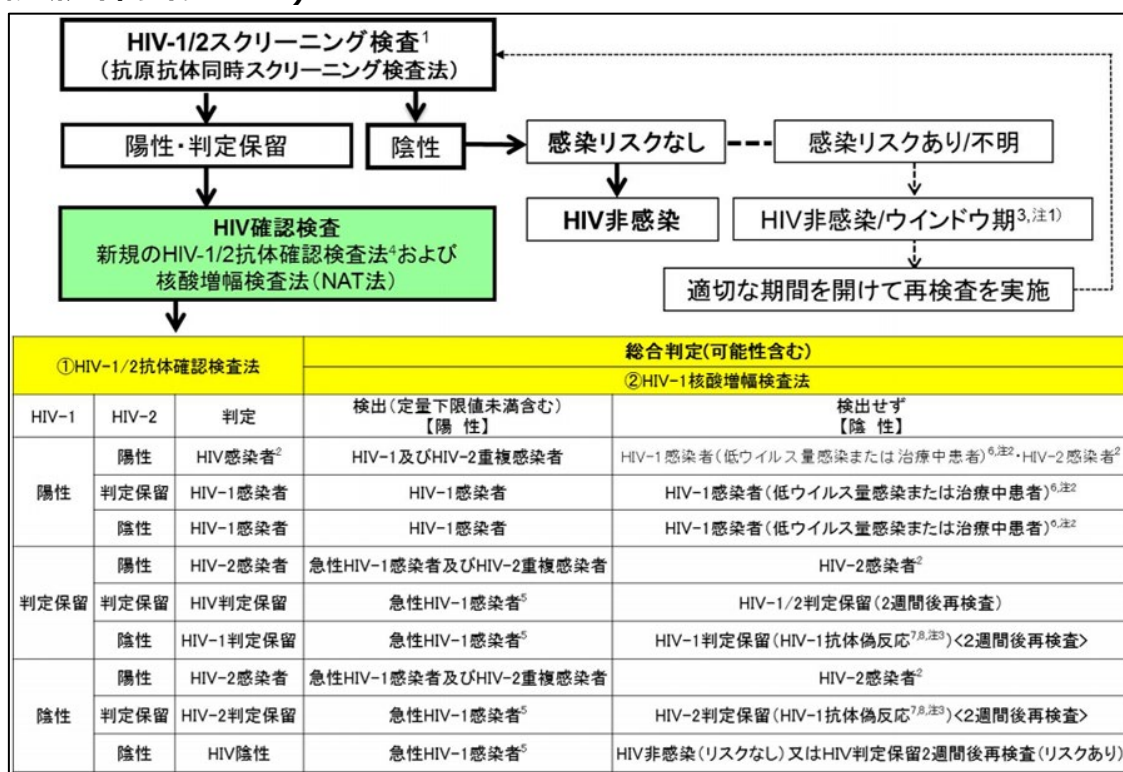 HIV-1/2スクリーニング検査1
(抗原抗体同時スクリーニング検査法)
陽性・判定保留
陰性
感染リスクなし
感染リスクあり/不明
HIV確認検査
新規のHIV-1/2抗体確認検査法4および
核酸増幅検査法(NAT法)
HIV非感染
HIV非感染/ウインドウ期3,注1)
適切な期間を開けて再検査を実施
①HIV-1/2抗体確認検査法
総合判定(可能性含む)
②HIV-1核酸増幅検査法
HIV-1 HIV-2 判定 検出(定量下限値未満含む) 検出せず
【陽 性】 【陰 性】
陽性 陽性 HIV感染者2 HIV-1及びHIV-2重複感染者 HIV-1感染者(低ウイルス量感染または治療中患者)6,注2・HIV-2感染者2
判定保留 HIV-1感染者 HIV-1感染者 HIV-1感染者(低ウイルス量感染または治療中患者)6,注2
陰性 HIV-1感染者 HIV-1感染者 HIV-1感染者(低ウイルス量感染または治療中患者)6,注2
判定保留 陽性 HIV-2感染者 急性HIV-1感染者及びHIV-2重複感染者 HIV-2感染者2
判定保留 HIV判定保留 急性HIV-1感染者5 HIV-1/2判定保留(2週間後再検査)
陰性 HIV-1判定保留 急性HIV-1感染者5 HIV-1判定保留(HIV-1抗体偽反応7,8,注3)<2週間後再検査>
陰性 陽性 HIV-2感染者 急性HIV-1感染者及びHIV-2重複感染者 HIV-2感染者2
判定保留 HIV-2判定保留 急性HIV-1感染者5 HIV-2判定保留(HIV-1抗体偽反応7,8,注3)<2週間後再検査>
陰性 HIV陰性 急性HIV-1感染者5 HIV非感染(リスクなし)又はHIV判定保留2週間後再検査(リスクあり)